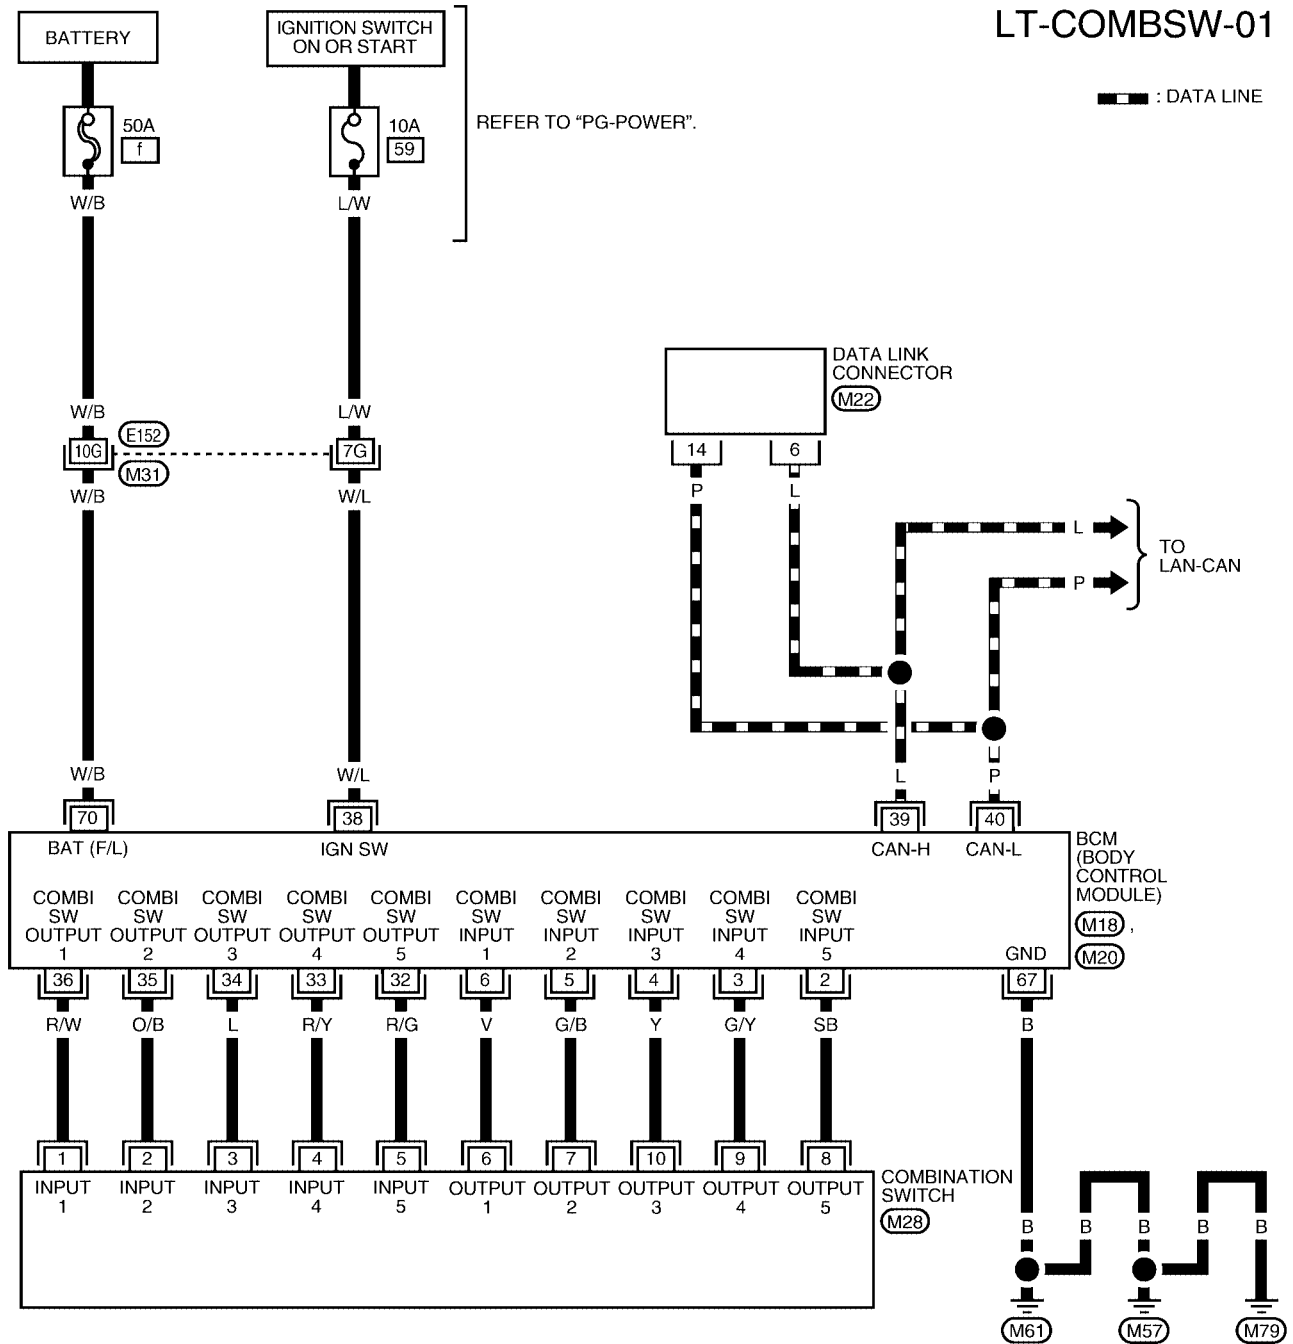 LT-COMBSW-01
BATTERY
IGNITION SWITCH
ON OR START
: DATA LINE
50A
f
10A
59
REFER TO “PG-POWER”.
W/B
L/W
W/B
L/W
10G
E152
M31
7G
W/B
W/L
DATA LINK
CONNECTOR
M22
14
6
P
L
L
P
TO
LAN-CAN
W/B
W/L
L
P
70
38
39
40
BAT (F/L)
IGN SW
CAN-H
CAN-L
BCM
(BODY
CONTROL
MODULE)
M18 ,
M20
COMBI
SW
OUTPUT
1
COMBI
SW
OUTPUT
2
COMBI
SW
OUTPUT
3
COMBI
SW
OUTPUT
4
COMBI
SW
OUTPUT
5
COMBI
SW
INPUT
1
COMBI
SW
INPUT
2
COMBI
SW
INPUT
3
COMBI
SW
INPUT
4
COMBI
SW
INPUT
5
GND
36
35
34
33
32
6
5
4
3
2
67
R/W
O/B
L
R/Y
R/G
V
G/B
Y
G/Y
SB
B
1
2
3
4
5
6
7
10
9
8
INPUT
1
INPUT
2
INPUT
3
INPUT
4
INPUT
5
OUTPUT
1
OUTPUT
2
OUTPUT
3
OUTPUT
4
OUTPUT
5
COMBINATION
SWITCH
M28
B
B
B
B
B
M61
M57
M79